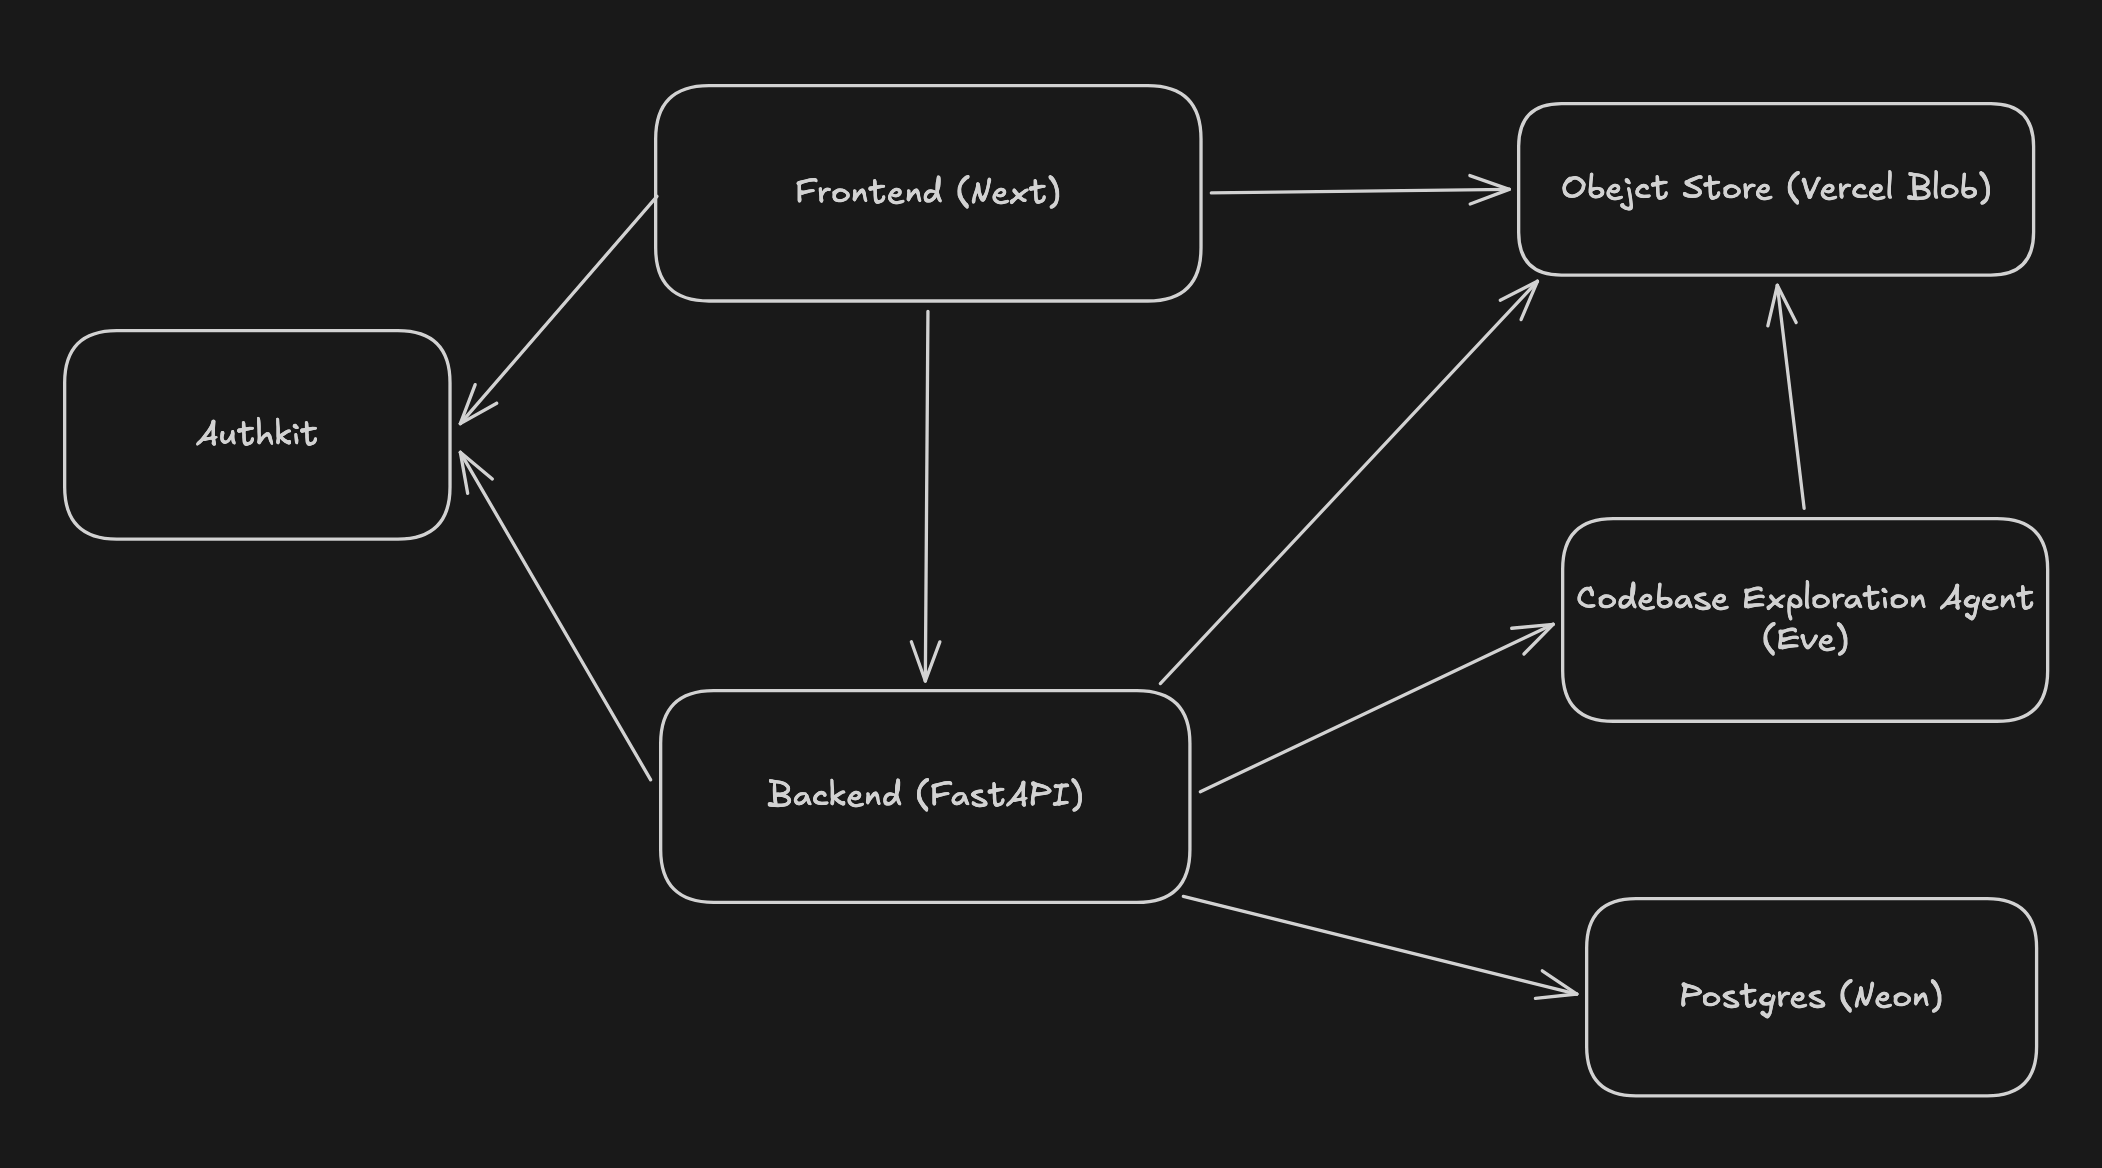 Frontend (Next)
Obejct Store (Vercel Blob)
Authkit
Codebase Exploration Agent
(Eve)
Backend (FastAPI)
Postgres (Neon)